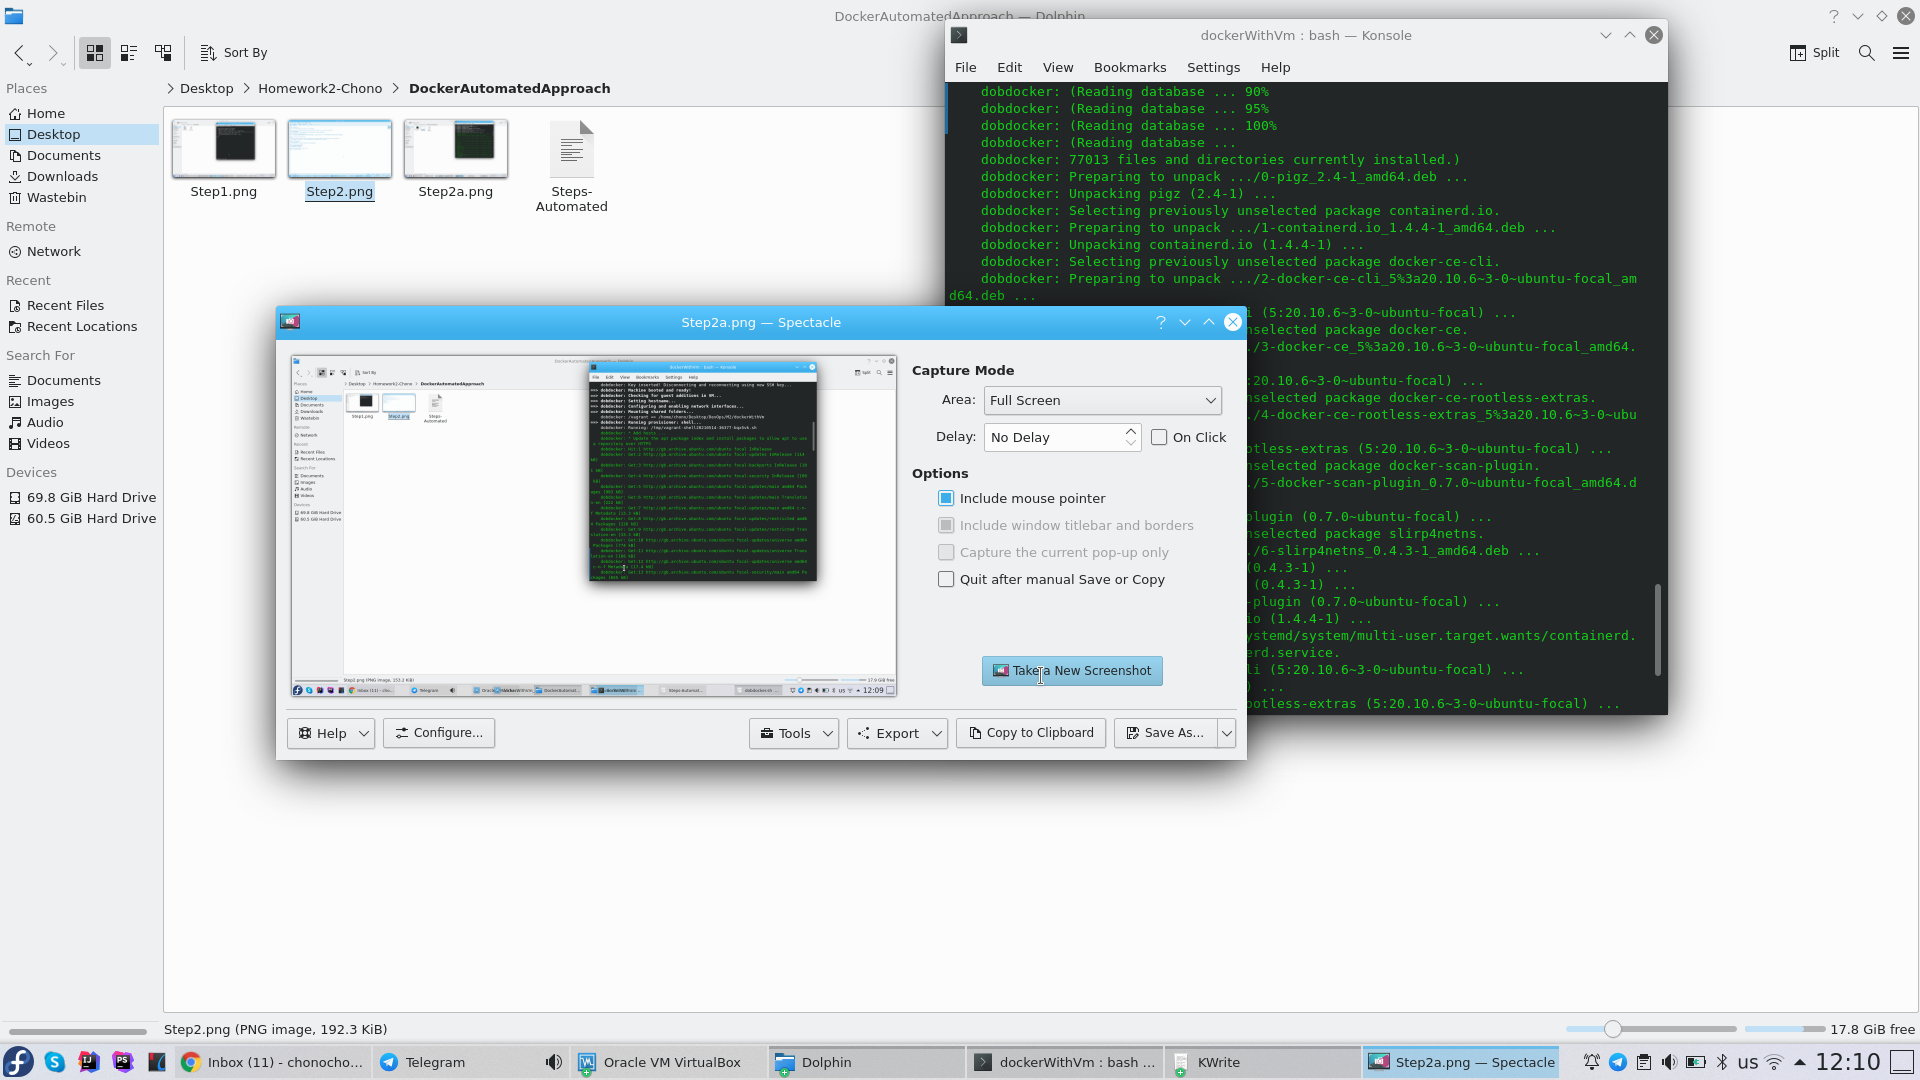 DockerAutomatedApproach — Dolphin
Sort By
Split
Places
Home
Desktop
Documents
Downloads
Wastebin
Remote
Network
Recent
Recent Files
Recent Locations
Search For
Documents
Images
Audio
Videos
Devices
69.8 GiB Hard Drive
60.5 GiB Hard Drive
Desktop > Homework2-Chono > DockerAutomatedApproach
Step1.png
Step2.png
Step2a.png
Steps-
Automated
dockerWithVm : bash — Konsole
File Edit View Bookmarks Settings Help
dobdocker: (Reading database ... 90%
dobdocker: (Reading database ... 95%
dobdocker: (Reading database ... 100%
dobdocker: (Reading database ...
dobdocker: 77013 files and directories currently installed.)
dobdocker: Preparing to unpack .../0-pigz_2.4-1_amd64.deb ...
dobdocker: Unpacking pigz (2.4-1) ...
dobdocker: Selecting previously unselected package containerd.io.
dobdocker: Preparing to unpack .../1-containerd.io_1.4.4-1_amd64.deb ...
dobdocker: Unpacking containerd.io (1.4.4-1) ...
dobdocker: Selecting previously unselected package docker-ce-cli.
dobdocker: Preparing to unpack .../2-docker-ce-cli_5%3a20.10.6~3-0~ubuntu-focal_am
d64.deb ...
i (5:20.10.6~3-0~ubuntu-focal) ...
nselected package docker-ce.
./3-docker-ce_5%3a20.10.6~3-0~ubuntu-focal_amd64.
:20.10.6~3-0~ubuntu-focal) ...
nselected package docker-ce-rootless-extras.
./4-docker-ce-rootless-extras_5%3a20.10.6~3-0~ubu
otless-extras (5:20.10.6~3-0~ubuntu-focal) ...
nselected package docker-scan-plugin.
./5-docker-scan-plugin_0.7.0~ubuntu-focal_amd64.d
plugin (0.7.0~ubuntu-focal) ...
nselected package slirp4netns.
./6-slirp4netns_0.4.3-1_amd64.deb ...
(0.4.3-1) ...
(0.4.3-1) ...
-plugin (0.7.0~ubuntu-focal) ...
io (1.4.4-1) ...
ystemd/system/multi-user.target.wants/containerd.
erd.service.
li (5:20.10.6~3-0~ubuntu-focal) ...
) ...
ootless-extras (5:20.10.6~3-0~ubuntu-focal) ...
Step2a.png — Spectacle
Capture Mode
Area: Full Screen
Delay: No Delay On Click
Options
Include mouse pointer
Include window titlebar and borders
Capture the current pop-up only
Quit after manual Save or Copy
Take a New Screenshot
12:09
Help Configure... Tools Export Copy to Clipboard Save As...
Step2.png (PNG image, 192.3 KiB)
17.8 GiB free
Inbox (11) - chonocho...
Telegram
Oracle VM VirtualBox
Dolphin
dockerWithVm : bash ...
KWrite
Step2a.png — Spectacle
us
12:10